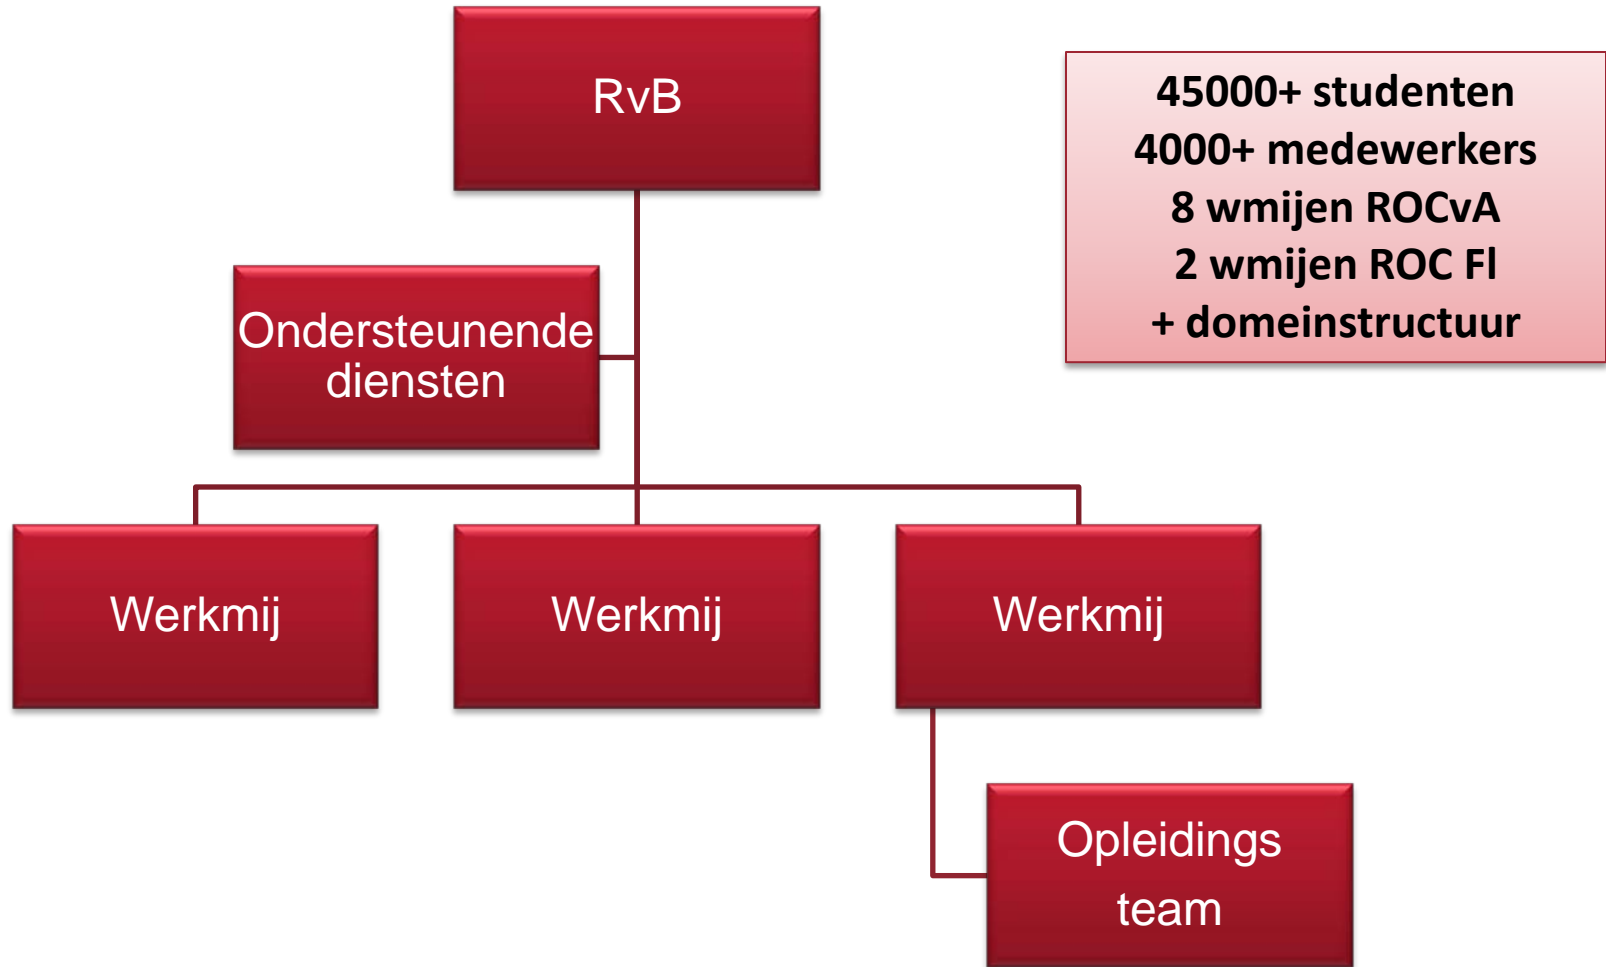 RvB
45000+ studenten
4000+ medewerkers
8 wmijen ROCvA
2 wmijen ROC Fl
+ domeinstructuur
Ondersteunende
diensten
Werkmij
Werkmij
Werkmij
Opleidings
team